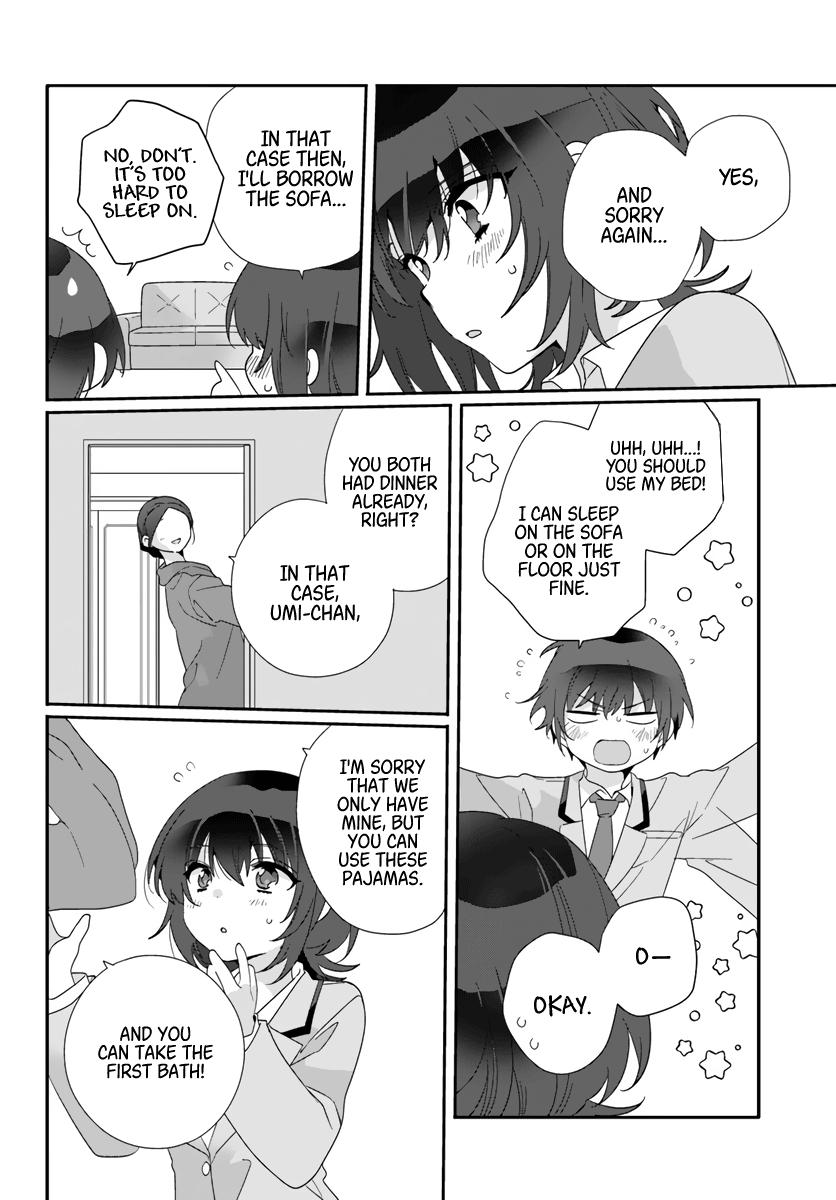 YES,
AND
SORRY
AGAIN...
IN THAT
CASE THEN,
I'LL BORROW
THE SOFA...
NO, DON'T.
IT'S TOO
HARD TO
SLEEP ON.
UHH, UHH...!
YOU SHOULD
USE MY BED!
I CAN SLEEP
ON THE SOFA
OR ON THE
FLOOR JUST
FINE.
O—
OKAY.
YOU BOTH
HAD DINNER
ALREADY,
RIGHT?
IN THAT
CASE,
UMI-CHAN,
I'M SORRY
THAT WE
ONLY HAVE
MINE, BUT
YOU CAN
USE THESE
PAJAMAS.
AND YOU
CAN TAKE THE
FIRST BATH!